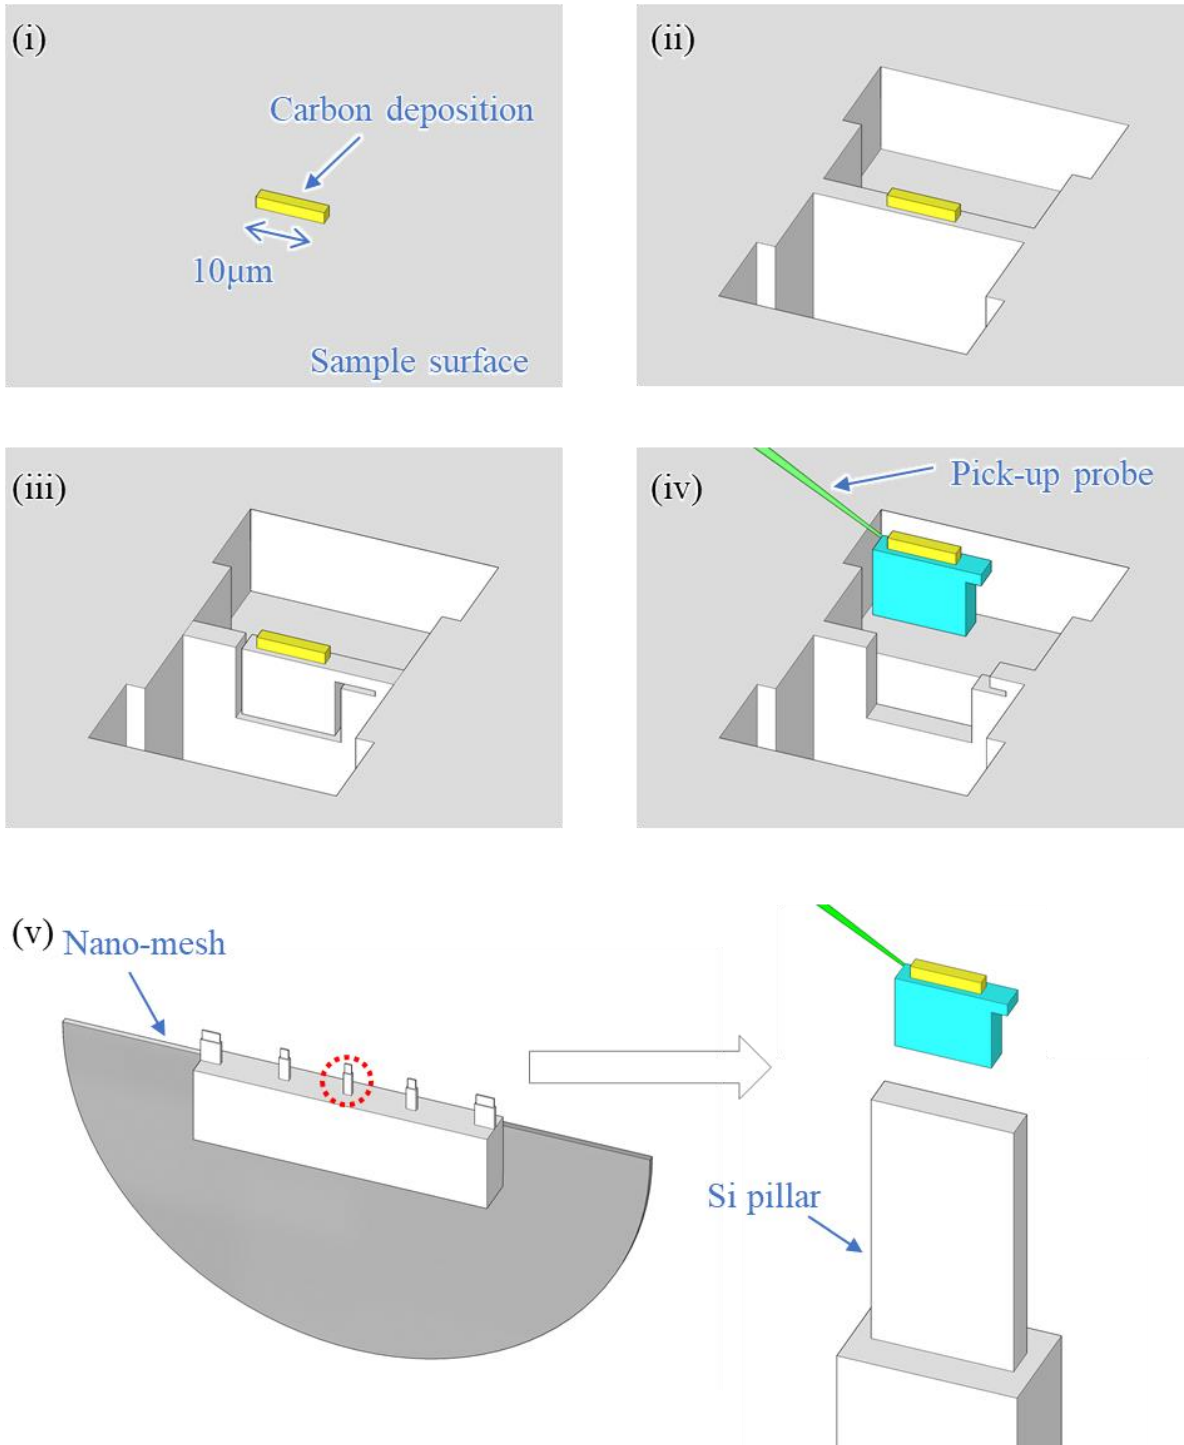 (i)
Carbon deposition
10μm
Sample surface
(ii)
(iii)
(iv)
Pick-up probe
(v)
Nano-mesh
Si pillar